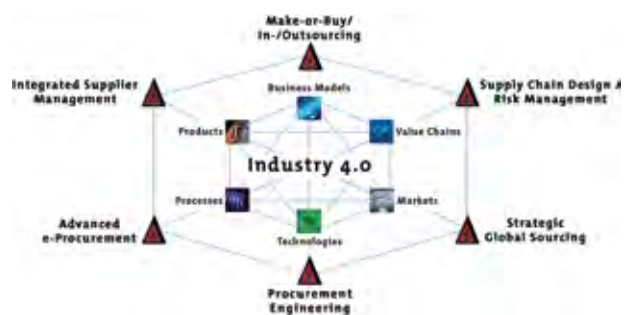 Make-or-Buy/
In-/Outsourcing
Integrated Supplier
Management
Business Models
Supply Chain Design &
Risk Management
Products
Value Chains
Industry 4.0
Processes
Markets
Advanced
e-Procurement
Technologies
Strategic
Global Sourcing
Procurement
Engineering